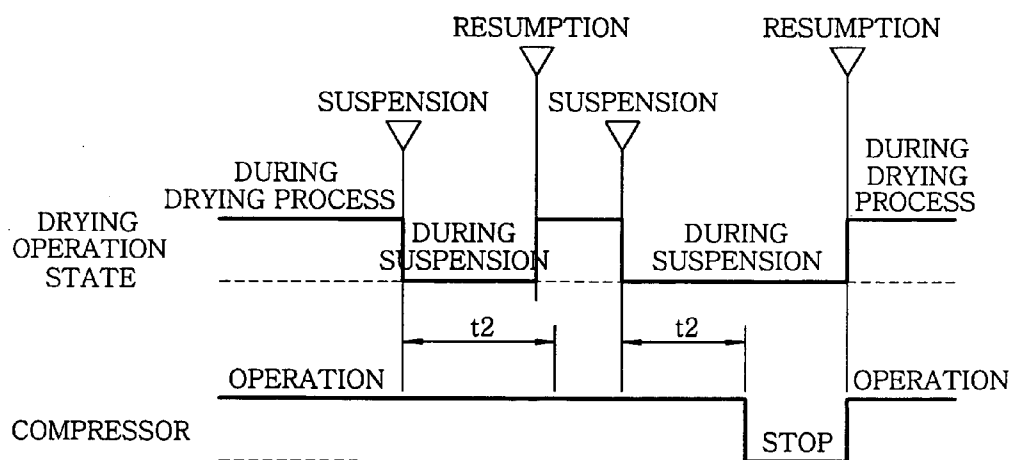 RESUMPTION
RESUMPTION
SUSPENSION
SUSPENSION
DURING
DRYING PROCESS
DURING
DRYING
PROCESS
DRYING
OPERATION
STATE
DURING
SUSPENSION
DURING
SUSPENSION
t2
t2
OPERATION
OPERATION
COMPRESSOR
STOP